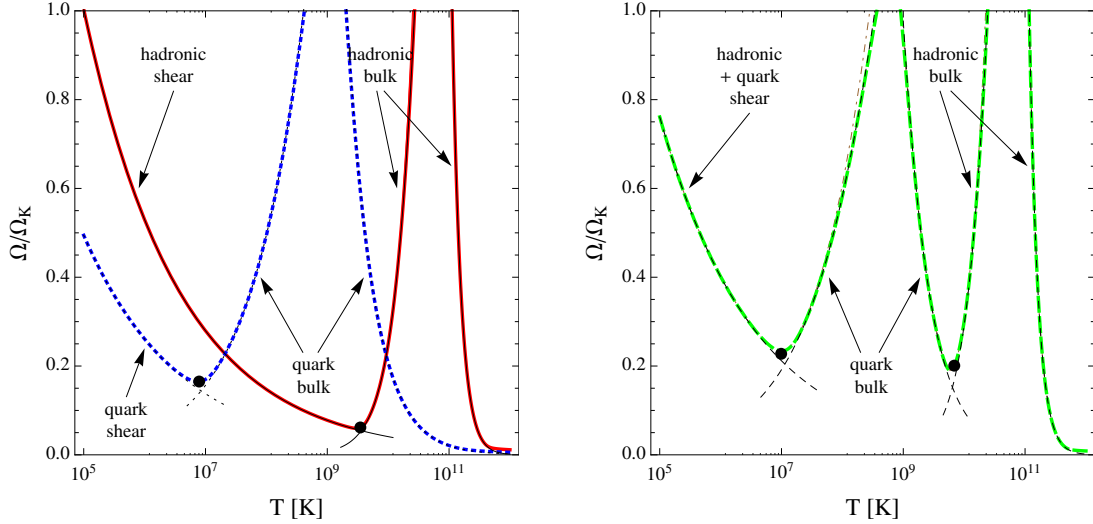 1.0
0.8
0.6
0.4
0.2
0.0
Ω/Ω_K
10^5
10^7
10^9
10^11
T [K]
hadronic
shear
hadronic
bulk
quark
bulk
quark
shear
1.0
0.8
0.6
0.4
0.2
0.0
Ω/Ω_K
10^5
10^7
10^9
10^11
T [K]
hadronic
+ quark
shear
hadronic
bulk
quark
bulk